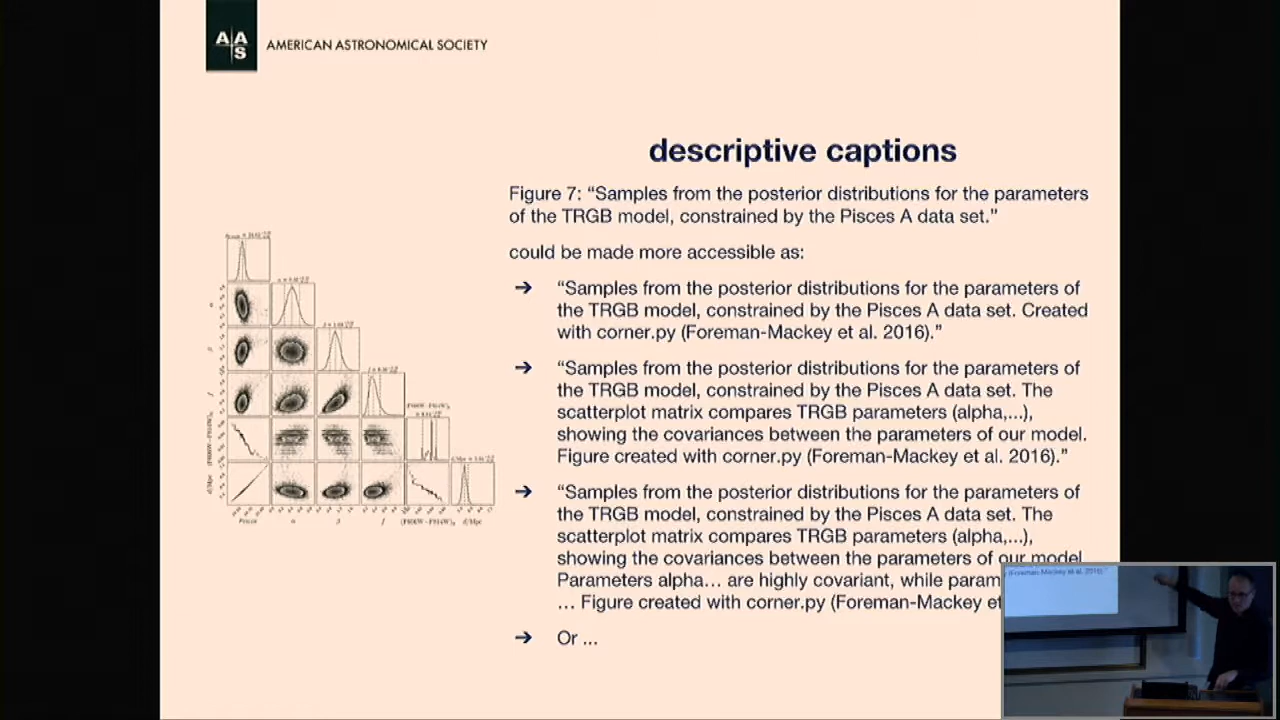 AAS
AMERICAN ASTRONOMICAL SOCIETY
descriptive captions
Figure 7: “Samples from the posterior distributions for the parameters
of the TRGB model, constrained by the Pisces A data set.”
could be made more accessible as:
➔ “Samples from the posterior distributions for the parameters of
the TRGB model, constrained by the Pisces A data set. Created
with corner.py (Foreman-Mackey et al. 2016).”
➔ “Samples from the posterior distributions for the parameters of
the TRGB model, constrained by the Pisces A data set. The
scatterplot matrix compares TRGB parameters (alpha,...),
showing the covariances between the parameters of our model.
Figure created with corner.py (Foreman-Mackey et al. 2016).”
➔ “Samples from the posterior distributions for the parameters of
the TRGB model, constrained by the Pisces A data set. The
scatterplot matrix compares TRGB parameters (alpha,...),
showing the covariances between the parameters of our model
Parameters alpha... are highly covariant, while param
... Figure created with corner.py (Foreman-Mackey et
➔ Or ...
(Foreman-Mackey et al. 2016).”
α
β
f
d/Mpc